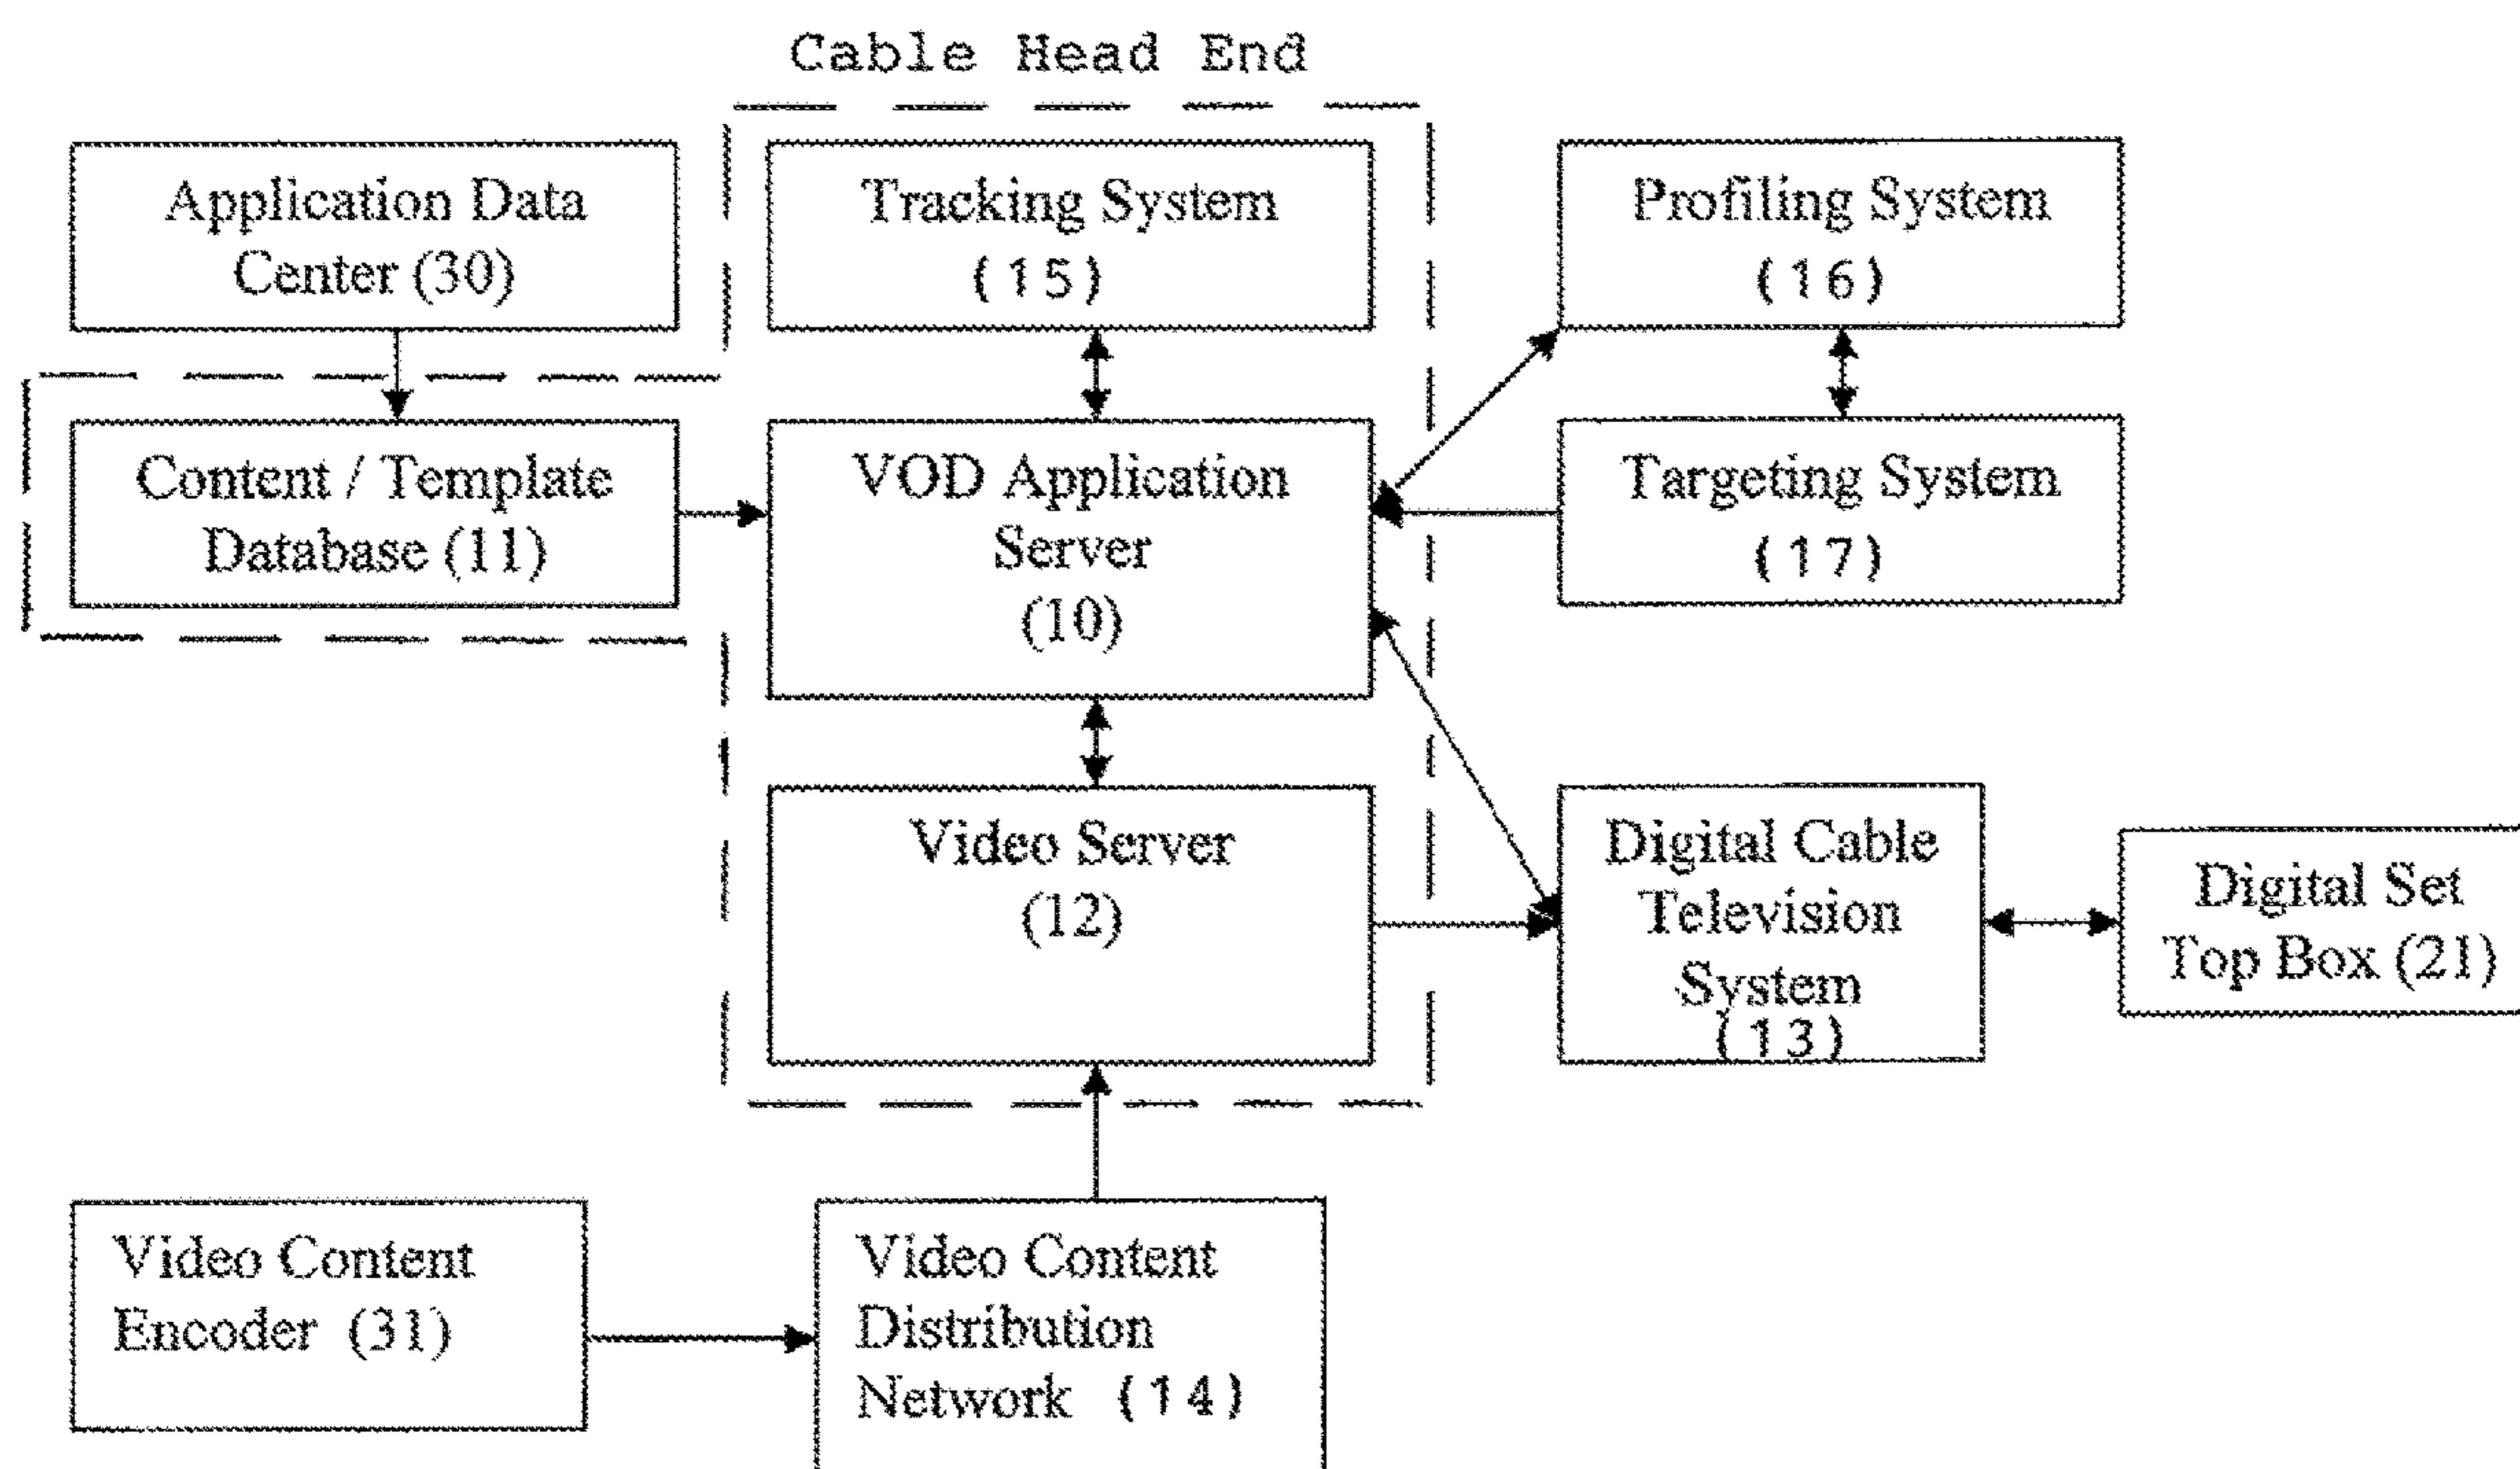 Cable Head End
Application Data
Center (30)
Tracking System
(15)
Profiling System
(16)
Content / Template
Database (11)
VOD Application
Server
(10)
Targeting System
(17)
Video Server
(12)
Digital Cable
Television
System
(13)
Digital Set
Top Box (21)
Video Content
Encoder (31)
Video Content
Distribution
Network (14)